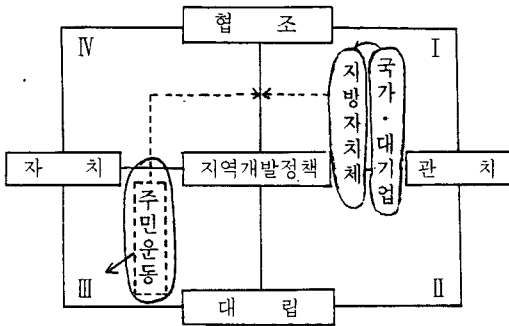 협 조
Ⅳ
Ⅰ
지방자치체
국가·대기업
자 치
지역개발정책
관 치
주민운동
Ⅲ
Ⅱ
대 립